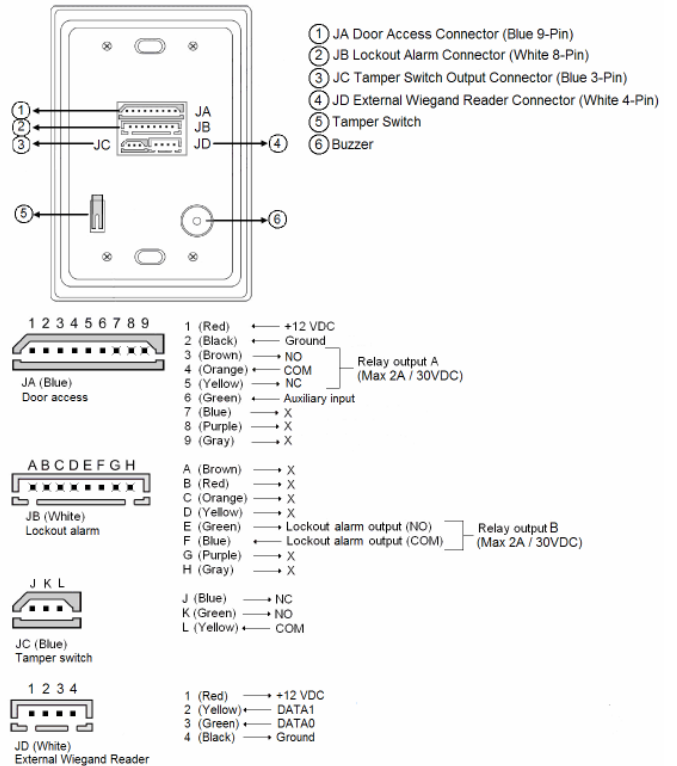 ① JA Door Access Connector (Blue 9-Pin)
② JB Lockout Alarm Connector (White 8-Pin)
③ JC Tamper Switch Output Connector (Blue 3-Pin)
④ JD External Wiegand Reader Connector (White 4-Pin)
⑤ Tamper Switch
⑥ Buzzer
① JA
② JB
③ JC JD ④
⑤ ⑥
1 2 3 4 5 6 7 8 9
JA (Blue)
Door access
1 (Red) +12 VDC
2 (Black) Ground
3 (Brown) NO
4 (Orange) COM
5 (Yellow) NC
Relay output A
(Max 2A / 30VDC)
6 (Green) Auxiliary input
7 (Blue) X
8 (Purple) X
9 (Gray) X
A B C D E F G H
JB (White)
Lockout alarm
A (Brown) X
B (Red) X
C (Orange) X
D (Yellow) X
E (Green) Lockout alarm output (NO)
F (Blue) Lockout alarm output (COM)
Relay output B
(Max 2A / 30VDC)
G (Purple) X
H (Gray) X
J K L
JC (Blue)
Tamper switch
J (Blue) NC
K (Green) NO
L (Yellow) COM
1 2 3 4
JD (White)
External Wiegand Reader
1 (Red) +12 VDC
2 (Yellow) DATA1
3 (Green) DATA0
4 (Black) Ground